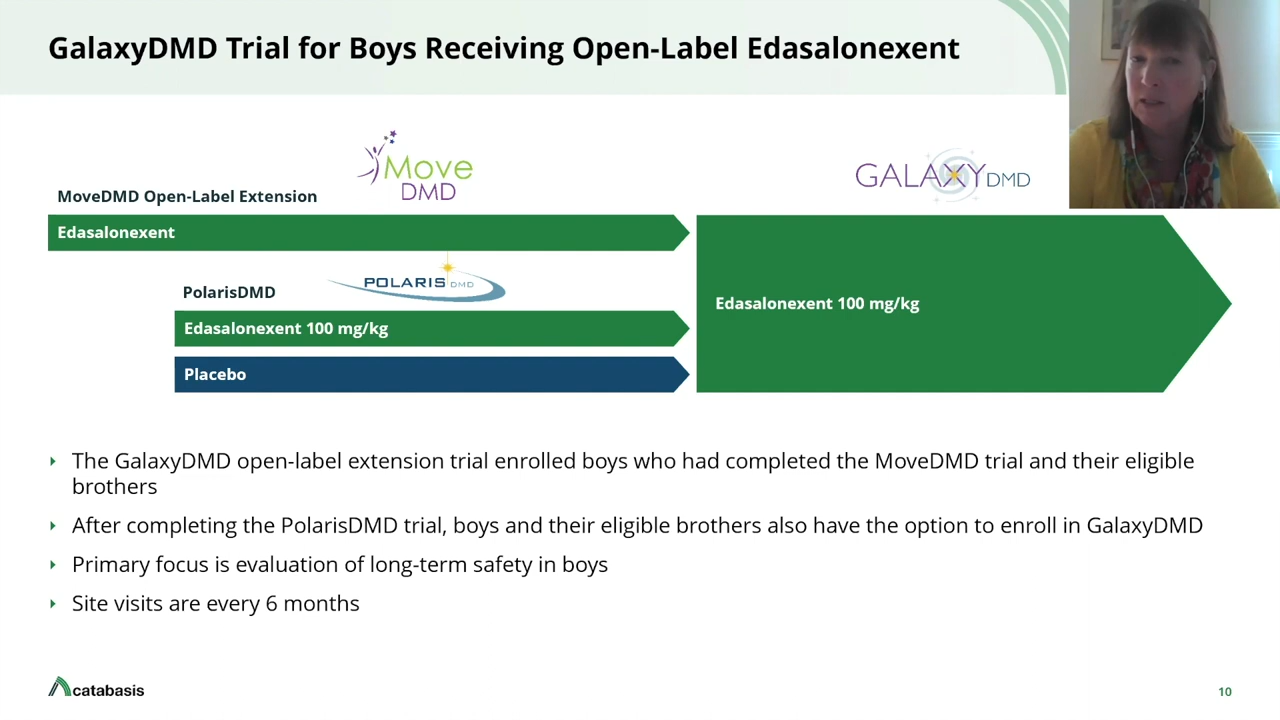 GalaxyDMD Trial for Boys Receiving Open-Label Edasalonexent
Move
DMD
GALAXYDMD
MoveDMD Open-Label Extension
Edasalonexent
POLARIS DMD
PolarisDMD
Edasalonexent 100 mg/kg
Edasalonexent 100 mg/kg
Placebo
The GalaxyDMD open-label extension trial enrolled boys who had completed the MoveDMD trial and their eligible
brothers
After completing the PolarisDMD trial, boys and their eligible brothers also have the option to enroll in GalaxyDMD
Primary focus is evaluation of long-term safety in boys
Site visits are every 6 months
catabasis
10